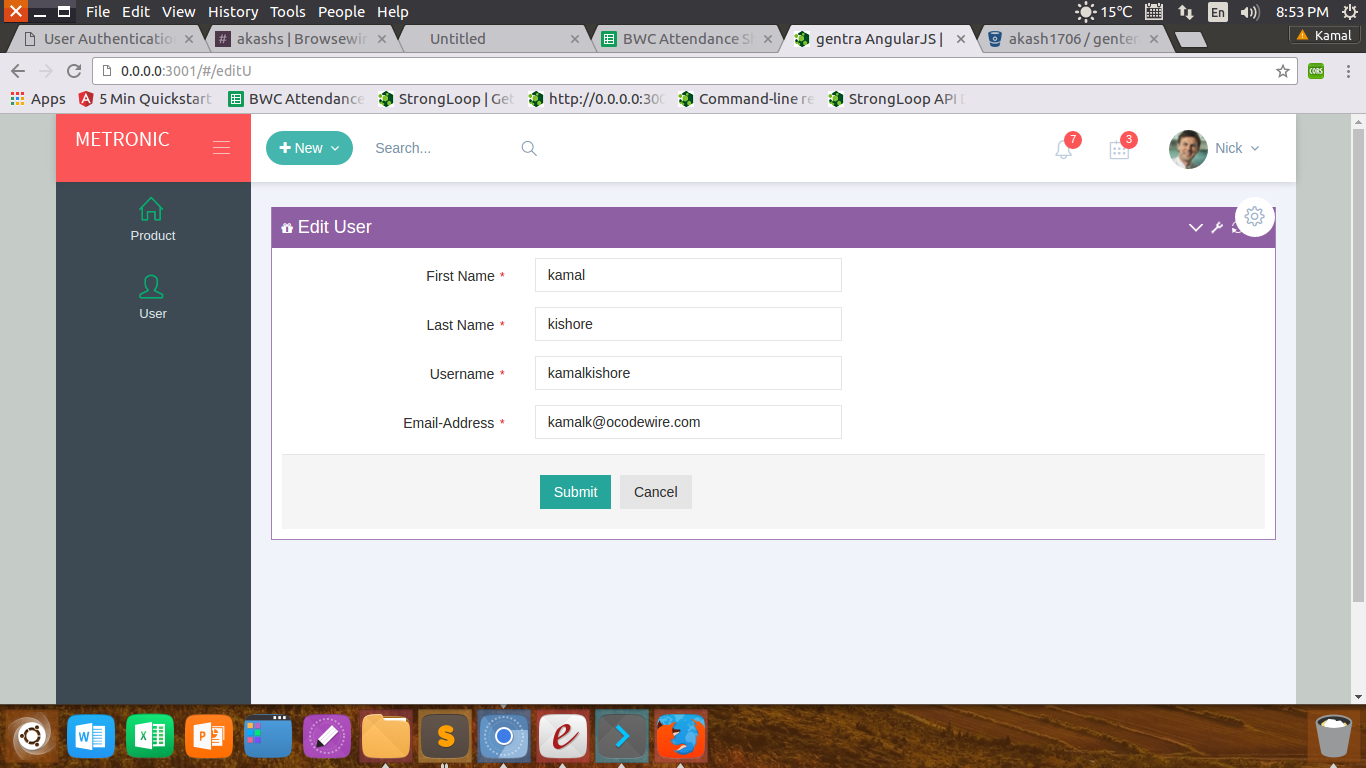 File Edit View History Tools People Help
15°C En 8:53 PM
User Authenticatio
# akashs | Browsewi
Untitled
BWC Attendance S
gentra AngularJS |
akash1706 / genter
Kamal
0.0.0.0:3001/#/editU
CORS
Apps 5 Min Quickstart BWC Attendance StrongLoop | Get http://0.0.0.0:300 Command-line re StrongLoop API
METRONIC
New
Search...
7
3
Nick
Product
User
Edit User
First Name *
kamal
Last Name *
kishore
Username *
kamalkishore
Email-Address *
kamalk@ocodewire.com
Submit
Cancel
W X P S e